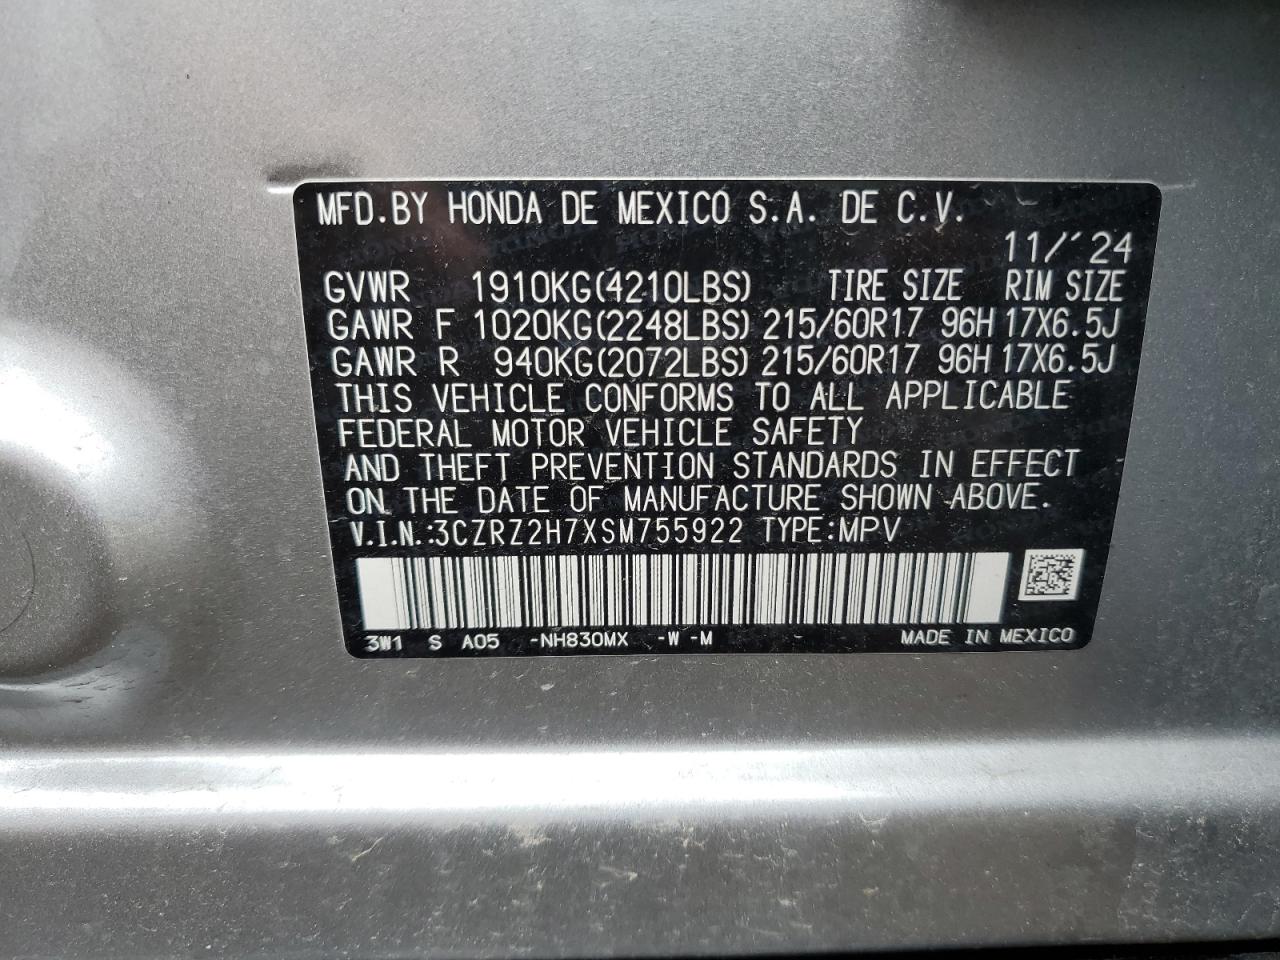 MFD.BY HONDA DE MEXICO S.A. DE C.V.
11/'24
GVWR 1910KG(4210LBS) TIRE SIZE RIM SIZE
GAWR F 1020KG(2248LBS) 215/60R17 96H 17X6.5J
GAWR R 940KG(2072LBS) 215/60R17 96H 17X6.5J
THIS VEHICLE CONFORMS TO ALL APPLICABLE
FEDERAL MOTOR VEHICLE SAFETY
AND THEFT PREVENTION STANDARDS IN EFFECT
ON THE DATE OF MANUFACTURE SHOWN ABOVE.
V.I.N.:3CZRZ2H7XSM755922 TYPE:MPV
3W1 S A05 -NH830MX -W -M - MADE IN MEXICO